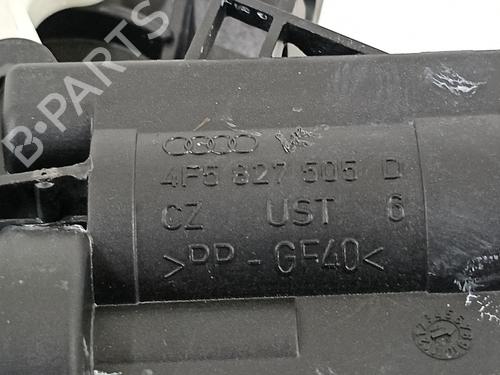 B-PARTS
4F5 827 505 D
CZ UST 6
>PP-GF40<